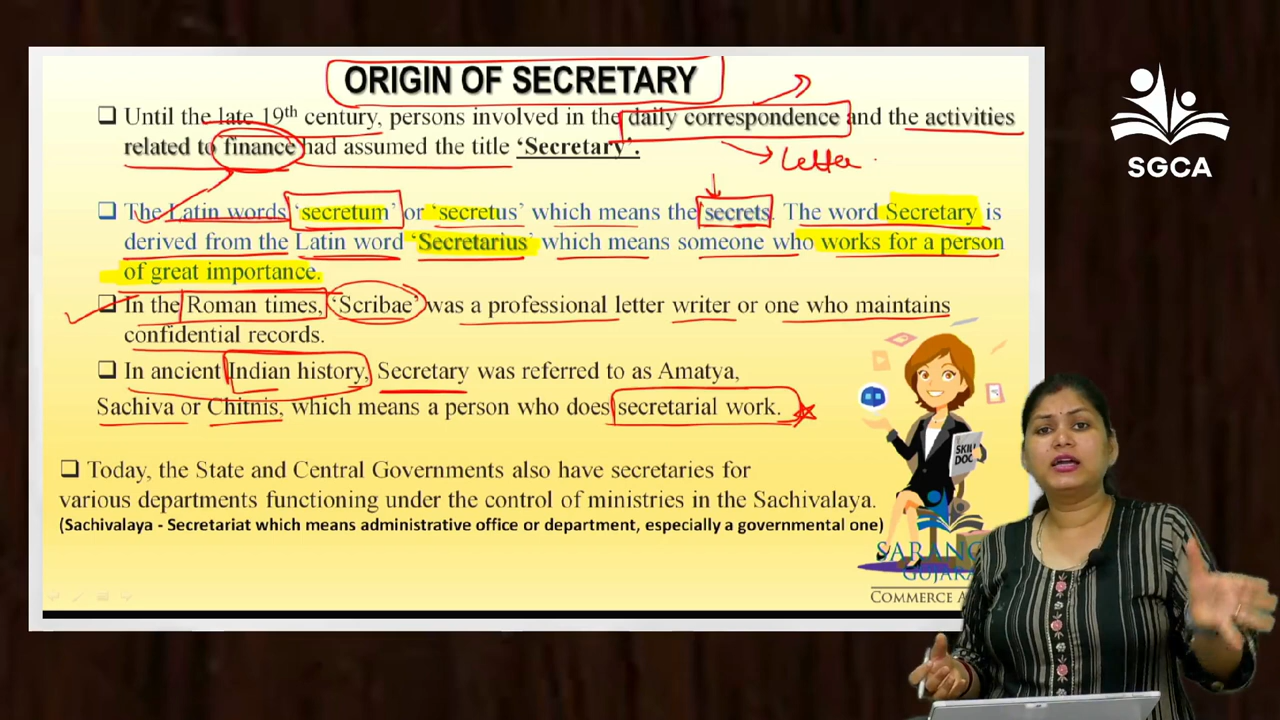 ORIGIN OF SECRETARY
❑ Until the late 19th century, persons involved in the daily correspondence and the activities
related to finance had assumed the title ‘Secretary’.
Letter
❑ The Latin words ‘secretum’ or ‘secretus’ which means the secrets. The word Secretary is
derived from the Latin word ‘Secretarius’ which means someone who works for a person
of great importance.
❑ In the Roman times, ‘Scribae’ was a professional letter writer or one who maintains
confidential records.
❑ In ancient Indian history, Secretary was referred to as Amatya,
Sachiva or Chitnis, which means a person who does secretarial work.
❑ Today, the State and Central Governments also have secretaries for
various departments functioning under the control of ministries in the Sachivalaya.
(Sachivalaya - Secretariat which means administrative office or department, especially a governmental one)
SGCA
COMMERCE